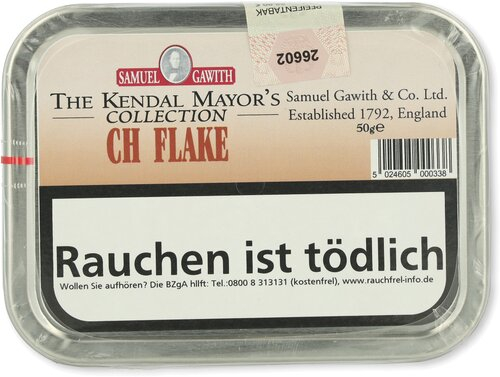 PFEIFENTABAK
26602
SAMUEL GAWITH
THE KENDAL MAYOR'S
COLLECTION
CH FLAKE
Samuel Gawith & Co. Ltd.
Established 1792, England
50g℮
5 024605 000338
Rauchen ist tödlich
Wollen Sie aufhören? Die BZgA hilft: Tel.:0800 8 313131 (kostenfrei), www.rauchfrei-info.de